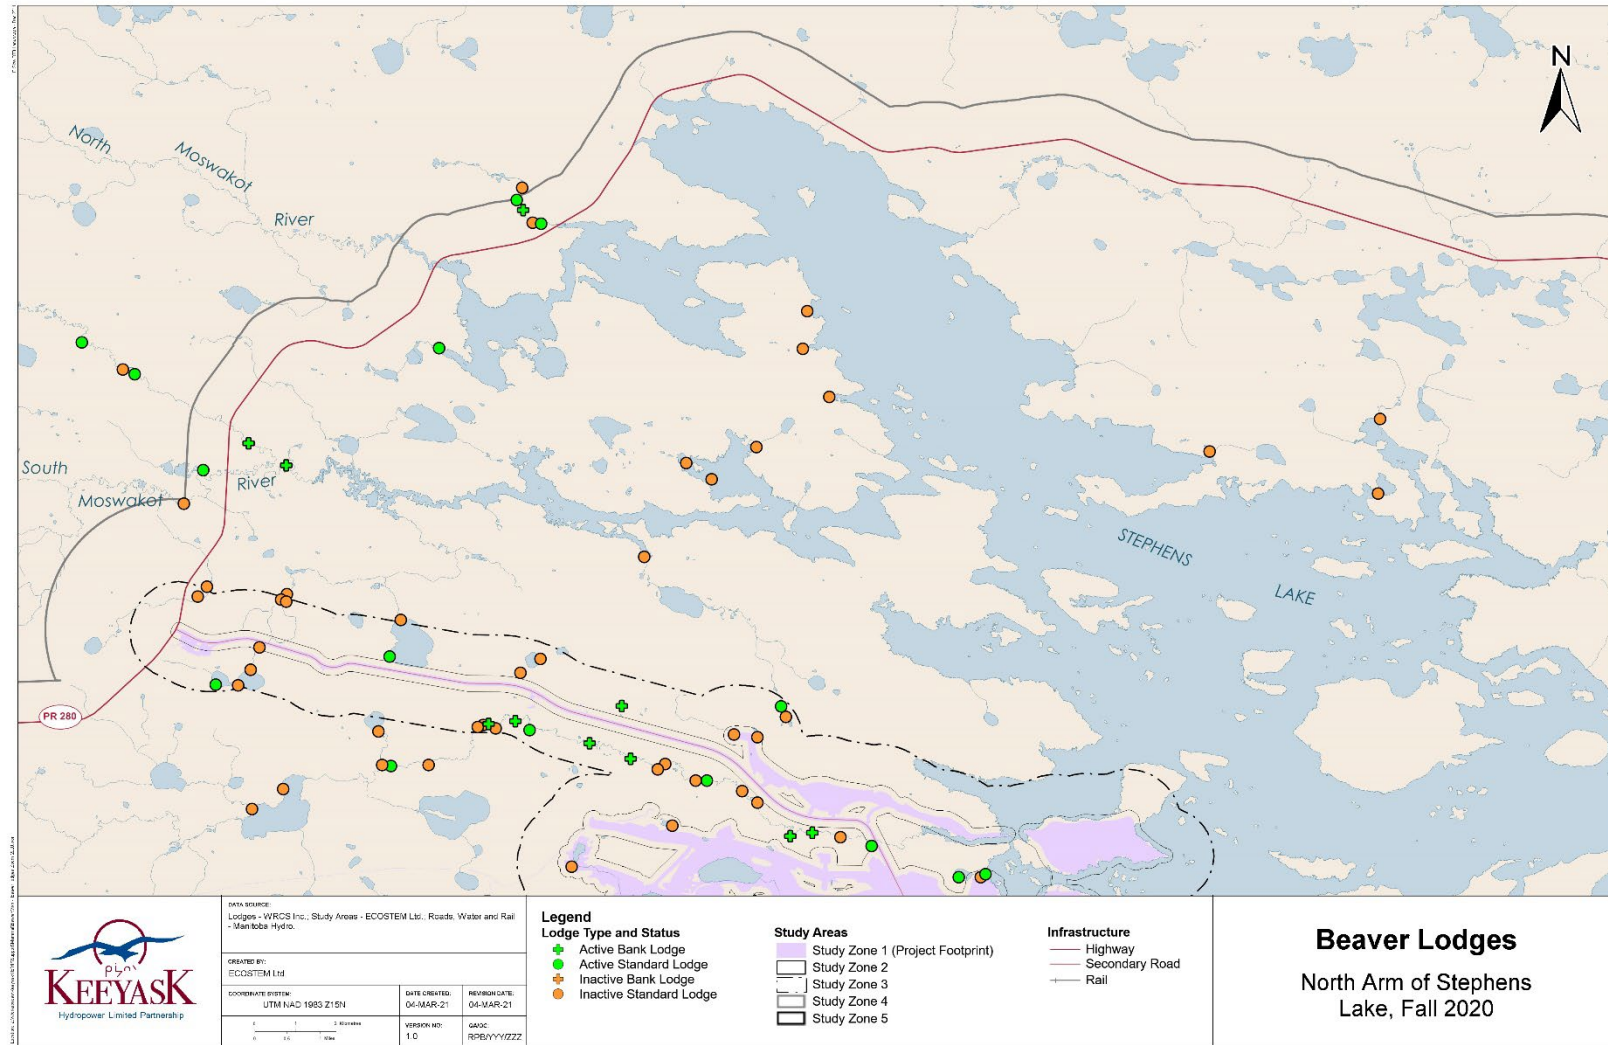 N
North
Moswakot
River
South
Moswakot
River
STEPHENS
LAKE
PR 280
KEEYASK
Hydropower Limited Partnership
DATA SOURCE:
Lodges - WRCS Inc.; Study Areas - ECOSTEM Ltd.; Roads, Water and Rail
- Manitoba Hydro.
CREATED BY:
ECOSTEM Ltd
COORDINATE SYSTEM:
UTM NAD 1983 Z15N
DATE CREATED:
04-MAR-21
REVISION DATE:
04-MAR-21
VERSION NO:
1.0
QA/QC:
RPB/YYY/ZZZ
Legend
Lodge Type and Status
Active Bank Lodge
Active Standard Lodge
Inactive Bank Lodge
Inactive Standard Lodge
Study Areas
Study Zone 1 (Project Footprint)
Study Zone 2
Study Zone 3
Study Zone 4
Study Zone 5
Infrastructure
Highway
Secondary Road
Rail
Beaver Lodges
North Arm of Stephens
Lake, Fall 2020